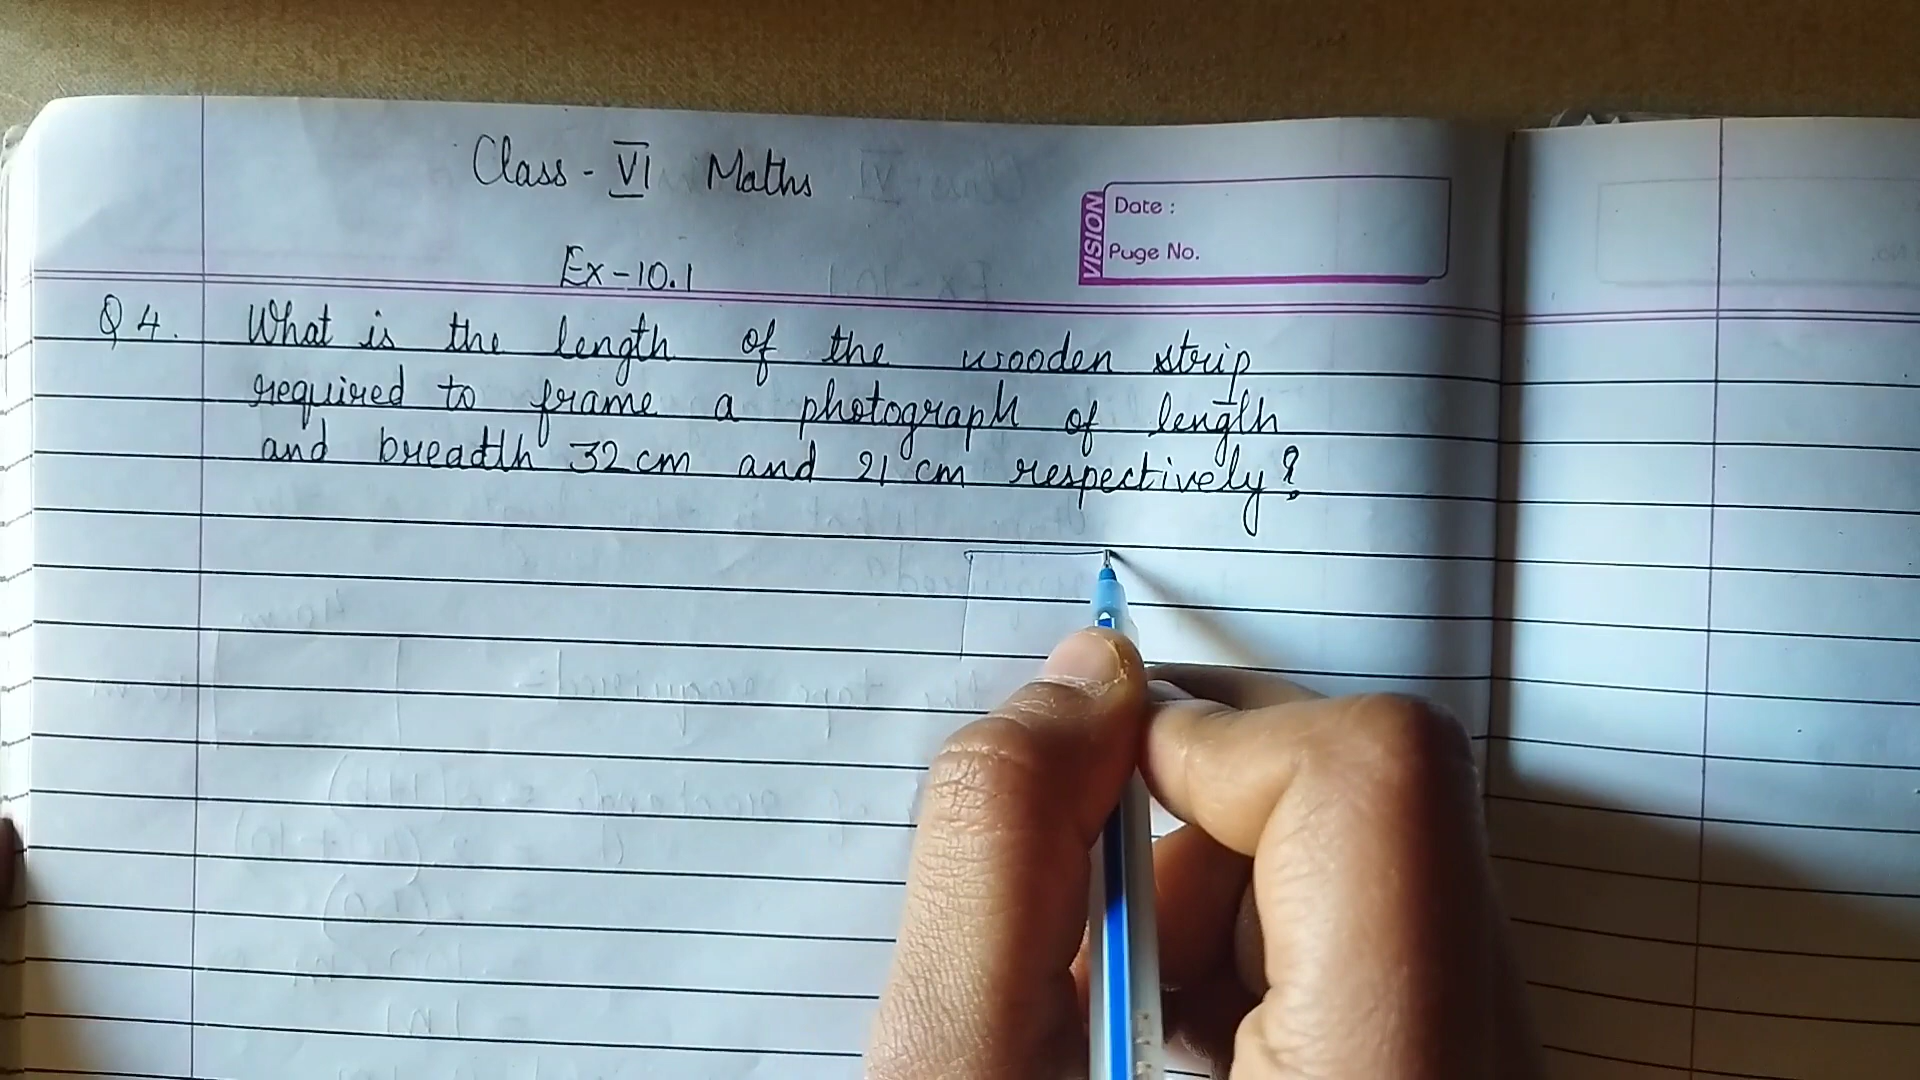 Class - VI Maths
VISION
Date :
Page No.
Ex-10.1
Q 4. What is the length of the wooden strip
required to frame a photograph of length
and breadth 32 cm and 21 cm respectively?